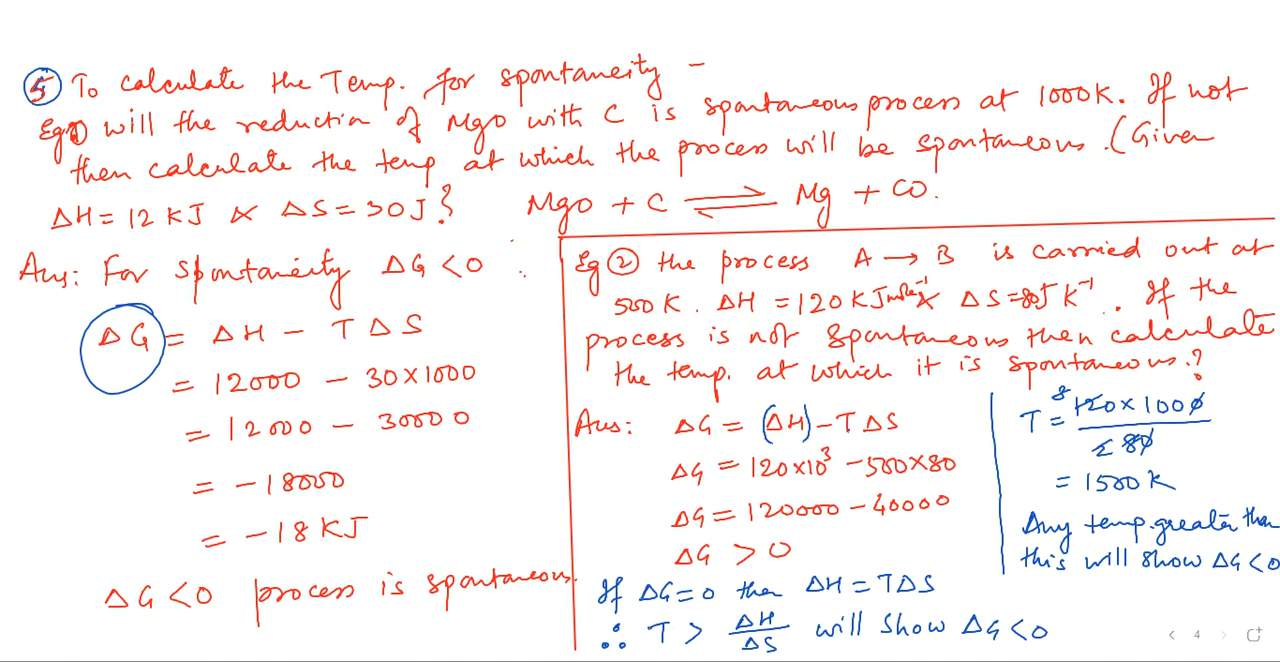 ⑤ To calculate the Temp. for spontaneity -
Eg① will the reduction of MgO with C is spontaneous process at 1000K. If not
then calculate the temp at which the process will be spontaneous. (Given
ΔH = 12 KJ & ΔS = 30J? MgO + C ⇌ Mg + CO.
Ans: For spontaneity ΔG < 0 .
ΔG = ΔH - TΔS
= 12000 - 30×1000
= 12000 - 30000
= -18000
= -18 KJ
ΔG < 0 process is spontaneous.
Eg ② the process A → B is carried out at
500 K. ΔH = 120 KJ mole⁻¹ & ΔS = 80J K⁻¹. If the
process is not spontaneous then calculate
the temp. at which it is spontaneous.?
Ans: ΔG = (ΔH) - TΔS
ΔG = 120×10³ - 500×80
ΔG = 120000 - 40000
ΔG > 0
If ΔG = 0 then ΔH = TΔS
∴ T > ΔH/ΔS will show ΔG < 0
T = 120×1000/80
= 1500 K
Any temp. greater than
this will show ΔG < 0
4